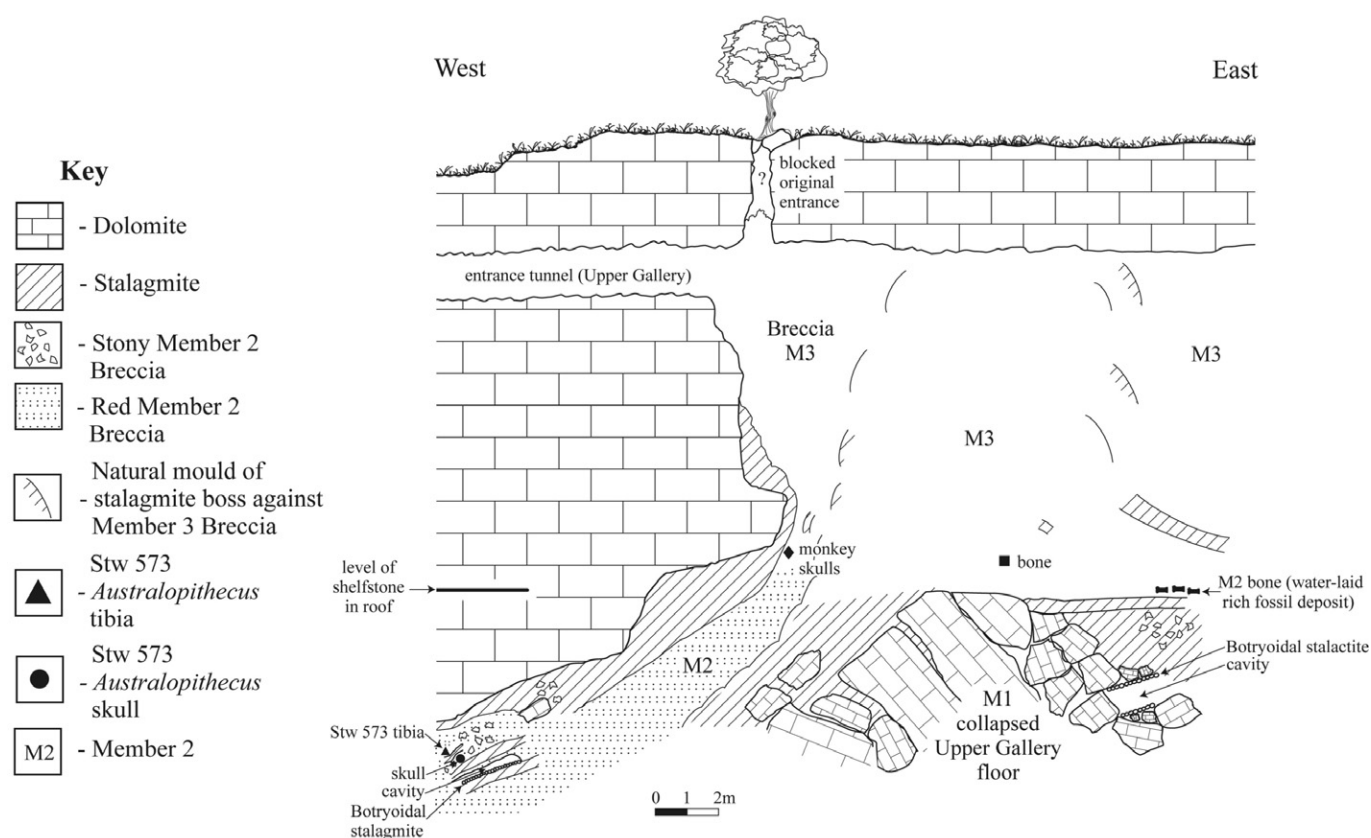 West
East
Key
- Dolomite
- Stalagmite
- Stony Member 2
Breccia
- Red Member 2
Breccia
Natural mould of
- stalagmite boss against
Member 3 Breccia
Stw 573
- Australopithecus
tibia
Stw 573
- Australopithecus
skull
M2
- Member 2
?
blocked
original
entrance
entrance tunnel (Upper Gallery)
Breccia
M3
M3
M3
monkey
skulls
bone
level of
shelfstone
in roof
M2 bone (water-laid
rich fossil deposit)
Botryoidal stalactite
cavity
M2
M1
collapsed
Upper Gallery
floor
Stw 573 tibia
skull
cavity
Botryoidal
stalagmite
0 1 2m